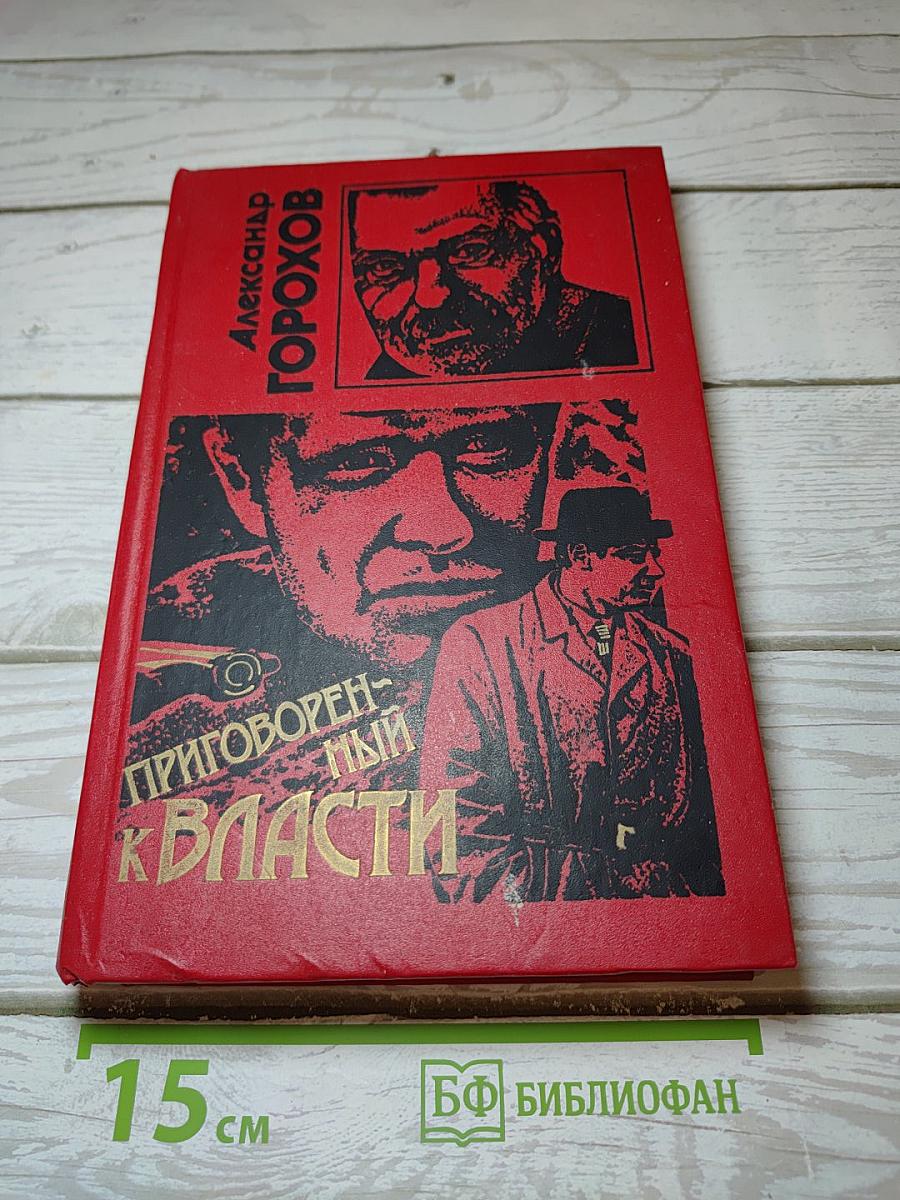 Александр
ГОРОХОВ
ПРИГОВОРЕН-
НЫЙ
к ВЛАСТИ
15 см
БФ БИБЛИОФАН